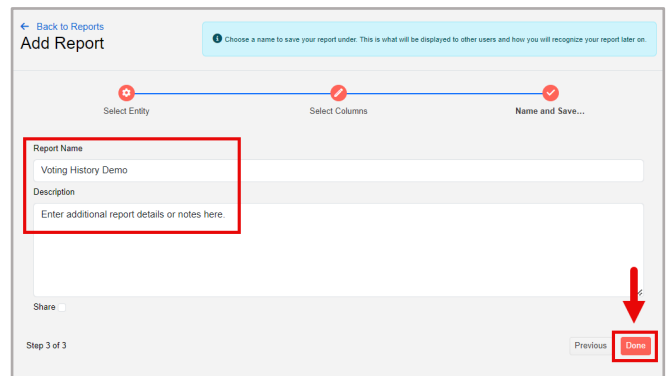 ← Back to Reports
Add Report
Choose a name to save your report under. This is what will be displayed to other users and how you will recognize your report later on.
Select Entity
Select Columns
Name and Save...
Report Name
Voting History Demo
Description
Enter additional report details or notes here.
Share
Step 3 of 3
Previous
Done